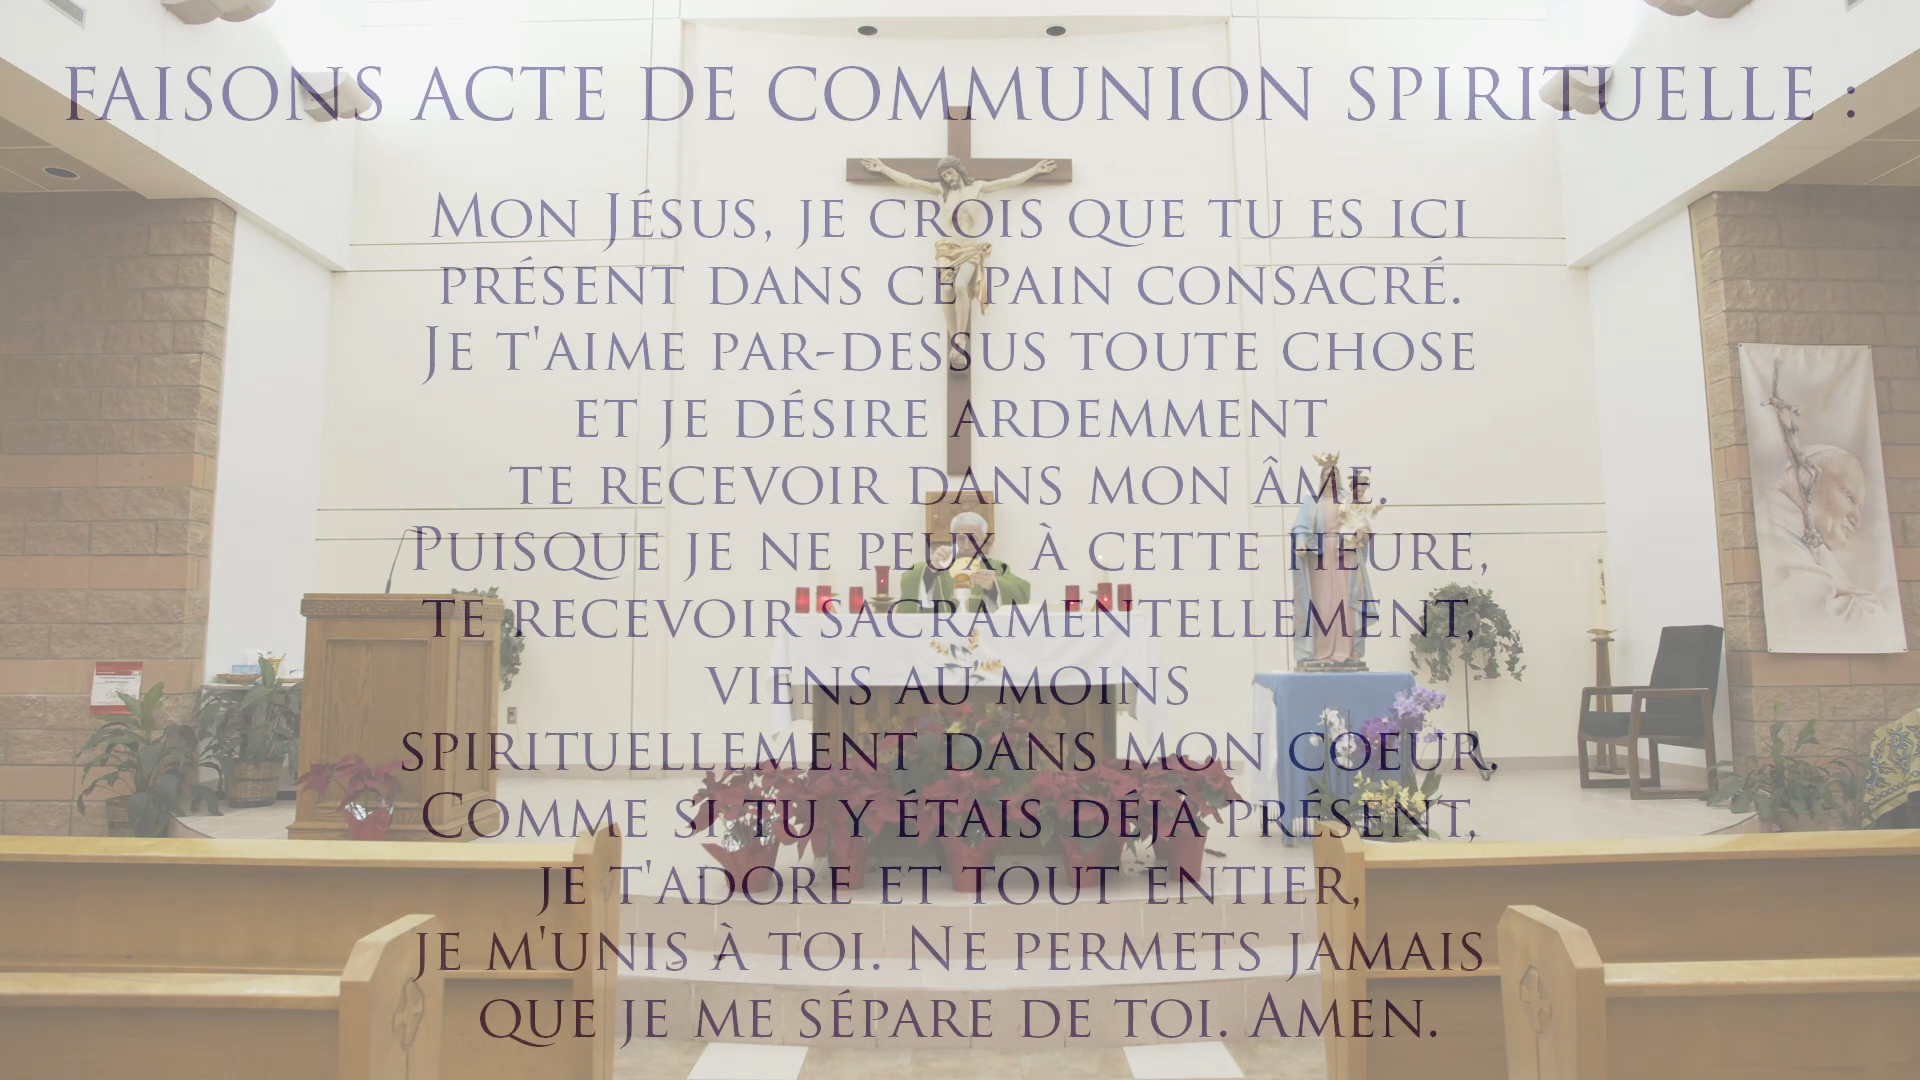 FAISONS ACTE DE COMMUNION SPIRITUELLE :
Mon Jésus, je crois que tu es ici
présent dans ce pain consacré.
Je t'aime par-dessus toute chose
et je désire ardemment
te recevoir dans mon âme.
Puisque je ne peux, à cette heure,
te recevoir sacramentellement,
viens au moins
spirituellement dans mon coeur.
Comme si tu y étais déjà présent,
je t'adore et tout entier,
je m'unis à toi. Ne permets jamais
que je me sépare de toi. Amen.